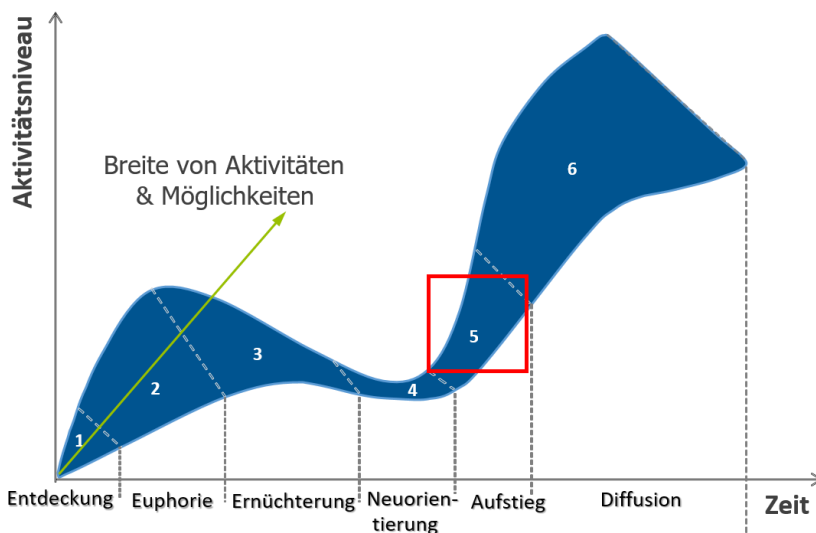 Aktivitätsniveau
Breite von Aktivitäten
& Möglichkeiten
1
2
3
4
5
6
Entdeckung
Euphorie
Ernüchterung
Neuorien-
tierung
Aufstieg
Diffusion
Zeit